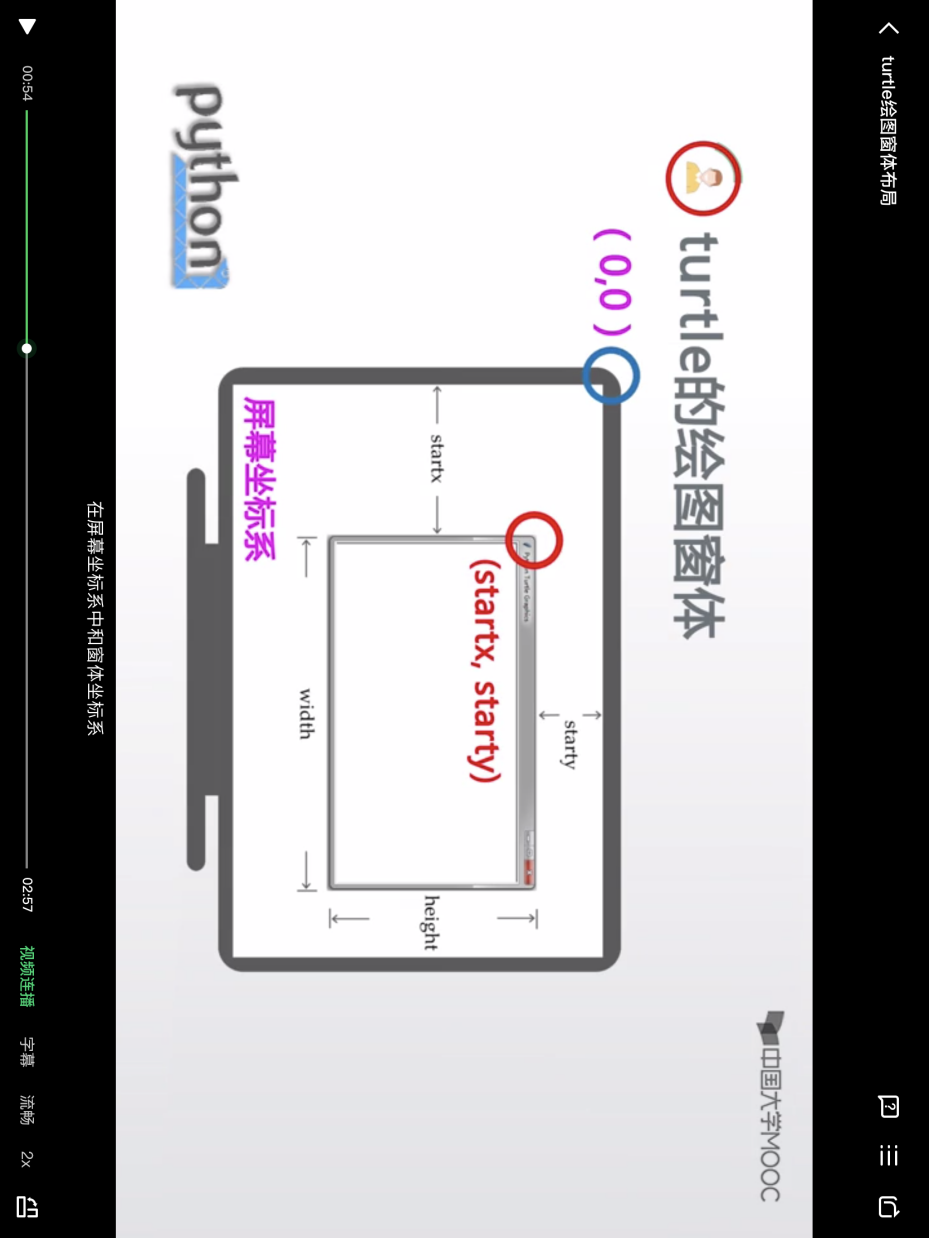 turtle绘图窗体布局
turtle的绘图窗体
中国大学MOOC
( 0,0 )
starty
Python Turtle Graphics
(startx, starty)
startx
height
width
屏幕坐标系
python
在屏幕坐标系中和窗体坐标系
00:54
02:57
视频连播
字幕
流畅
2x